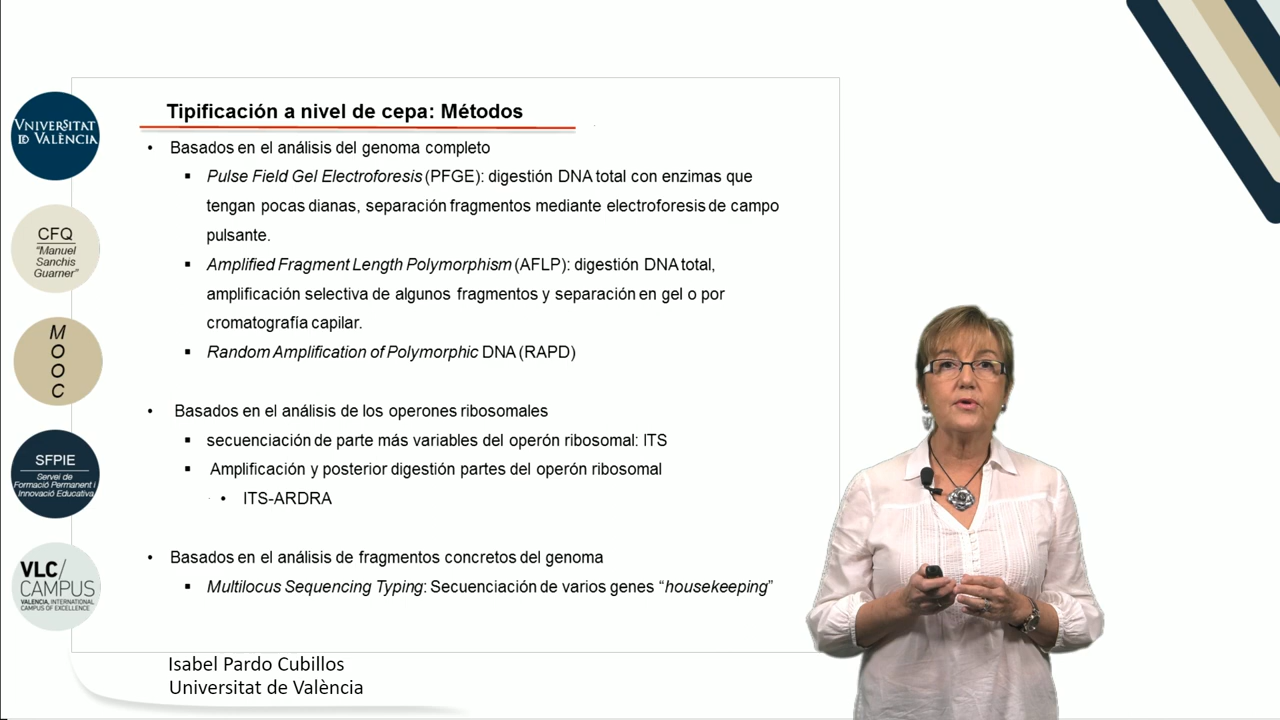 Tipificación a nivel de cepa: Métodos
• Basados en el análisis del genoma completo
▪ Pulse Field Gel Electroforesis (PFGE): digestión DNA total con enzimas que
tengan pocas dianas, separación fragmentos mediante electroforesis de campo
pulsante.
▪ Amplified Fragment Length Polymorphism (AFLP): digestión DNA total,
amplificación selectiva de algunos fragmentos y separación en gel o por
cromatografía capilar.
▪ Random Amplification of Polymorphic DNA (RAPD)
• Basados en el análisis de los operones ribosomales
▪ secuenciación de parte más variables del operón ribosomal: ITS
▪ Amplificación y posterior digestión partes del operón ribosomal
• ITS-ARDRA
• Basados en el análisis de fragmentos concretos del genoma
▪ Multilocus Sequencing Typing: Secuenciación de varios genes “housekeeping”
Isabel Pardo Cubillos
Universitat de València
VNIVERSITAT
ID VALÈNCIA
CFQ
“Manuel
Sanchis
Guarner”
M
O
O
C
SFPIE
Servei de
Formació Permanent i
Innovació Educativa
VLC/
CAMPUS
VALENCIA, INTERNATIONAL
CAMPUS OF EXCELLENCE